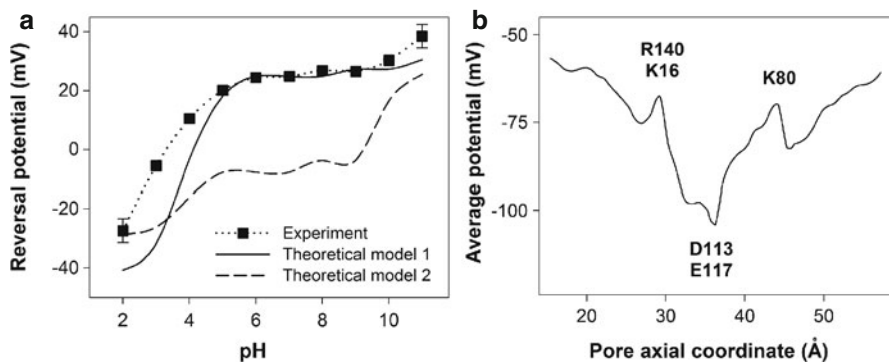 a
Reversal potential (mV)
40
20
0
-20
-40
2 4 6 8 10
pH
Experiment
Theoretical model 1
Theoretical model 2
b
Average potential (mV)
-50
-75
-100
R140
K16
K80
D113
E117
20 30 40 50
Pore axial coordinate (Å)